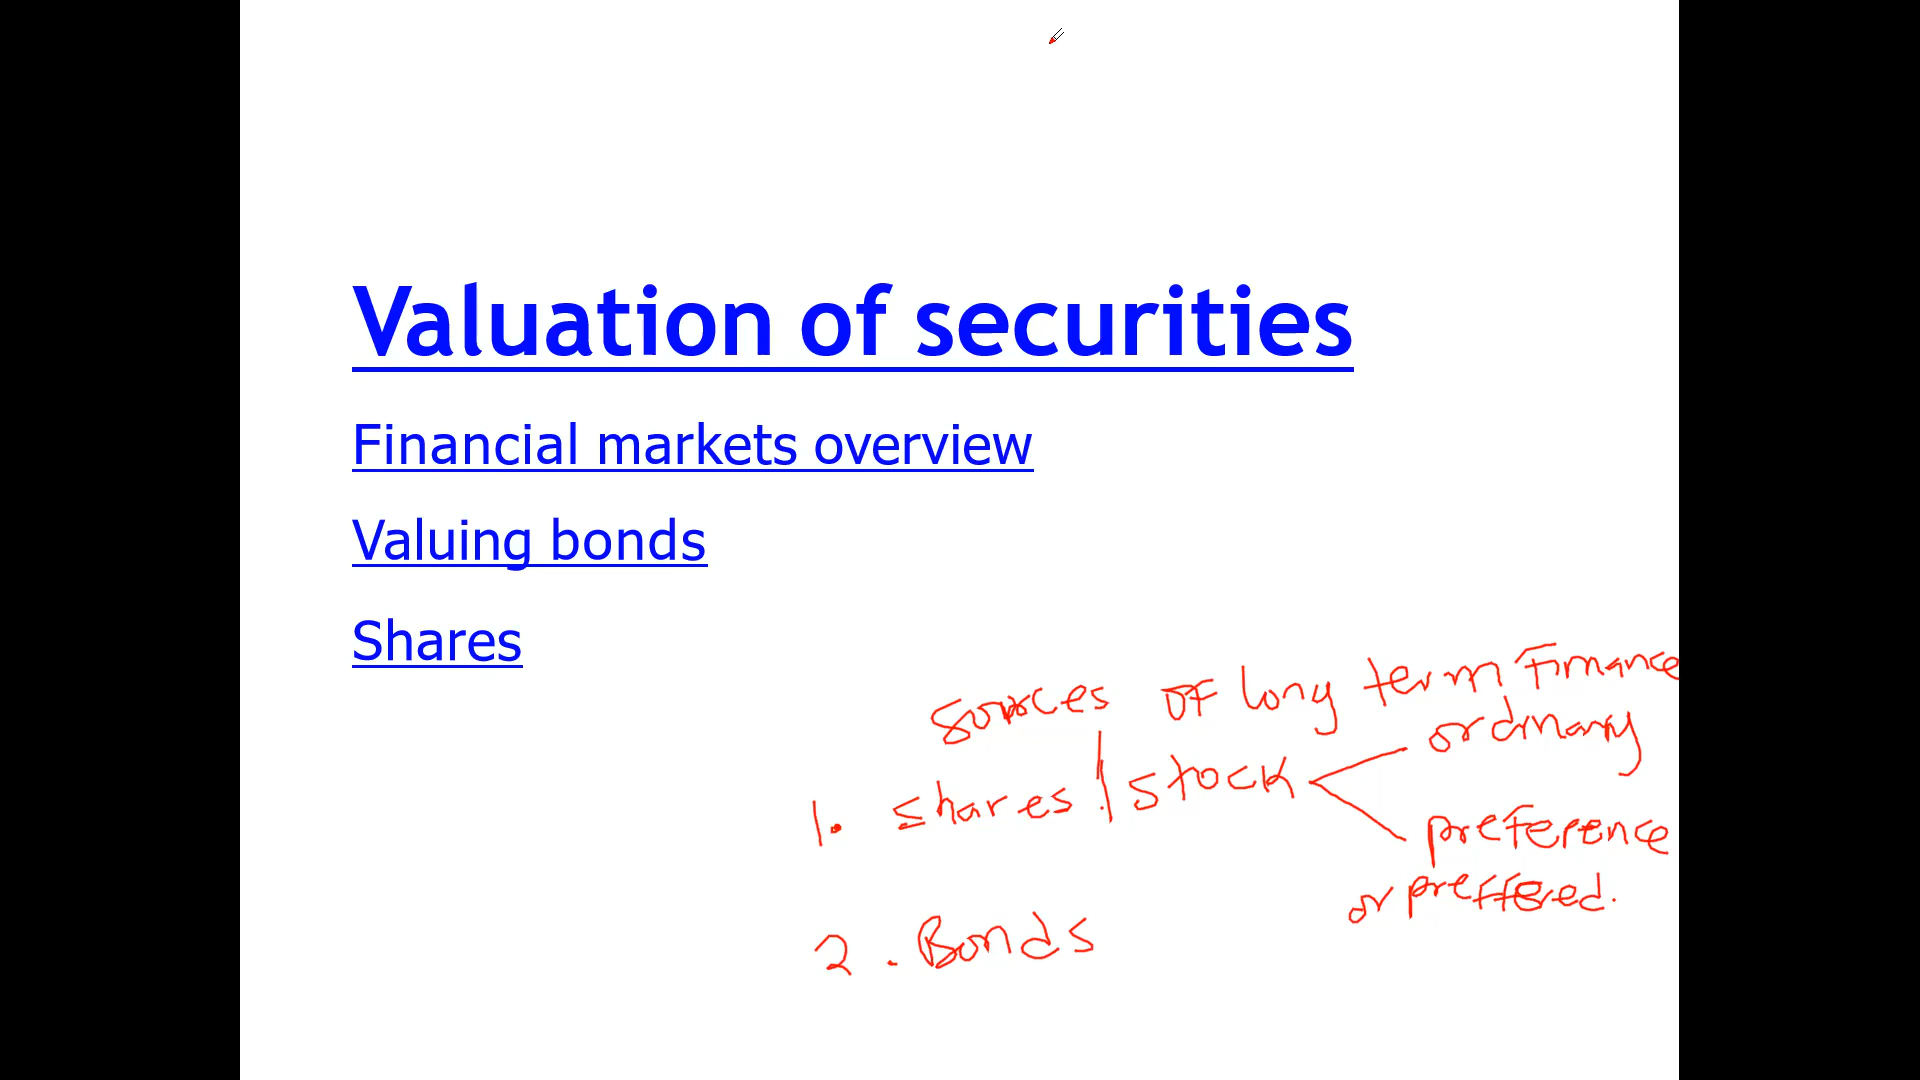 Valuation of securities
Financial markets overview
Valuing bonds
Shares
sources of long term Finance
1. shares / stock
ordinary
preference
or preffered.
2. Bonds